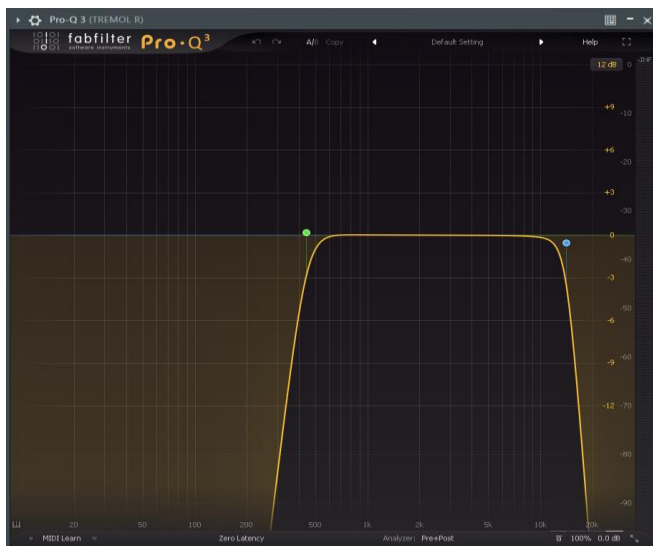 Pro-Q 3 (TREMOL R)
fabfilter Pro·Q³
software instruments
A/B Copy Default Setting Help
12 dB 0 -INF
+9 -10
+6 -20
+3 -30
0 -40
-3 -50
-6 -60
-9
-12 -70
-80
-90
20 50 100 200 500 1k 2k 5k 10k 20k
MIDI Learn Zero Latency Analyzer: Pre+Post 100% 0.0 dB